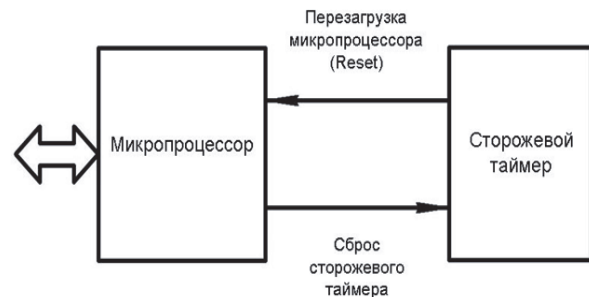 Перезагрузка
микропроцессора
(Reset)
Микропроцессор
Сторожевой
таймер
Сброс
сторожевого
таймера